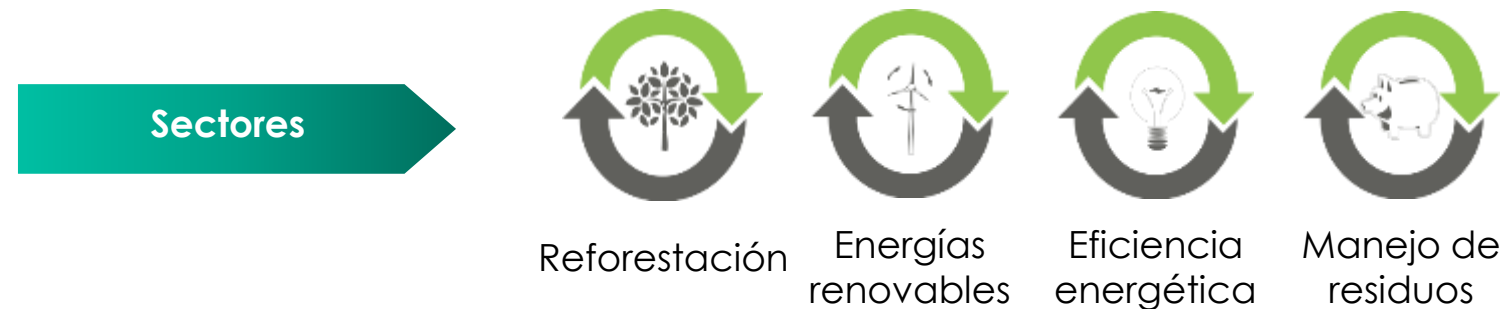 Sectores
Reforestación
Energías
renovables
Eficiencia
energética
Manejo de
residuos